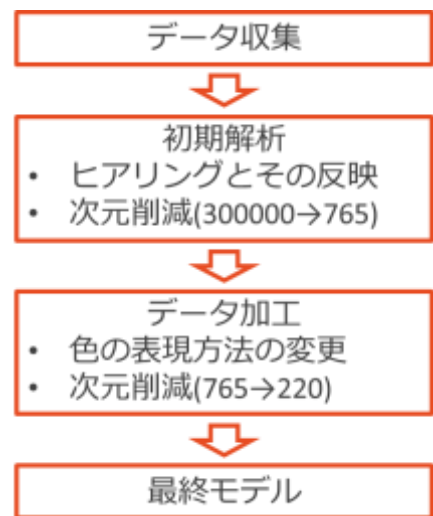 データ収集
初期解析
• ヒアリングとその反映
• 次元削減(300000→765)
データ加工
• 色の表現方法の変更
• 次元削減(765→220)
最終モデル